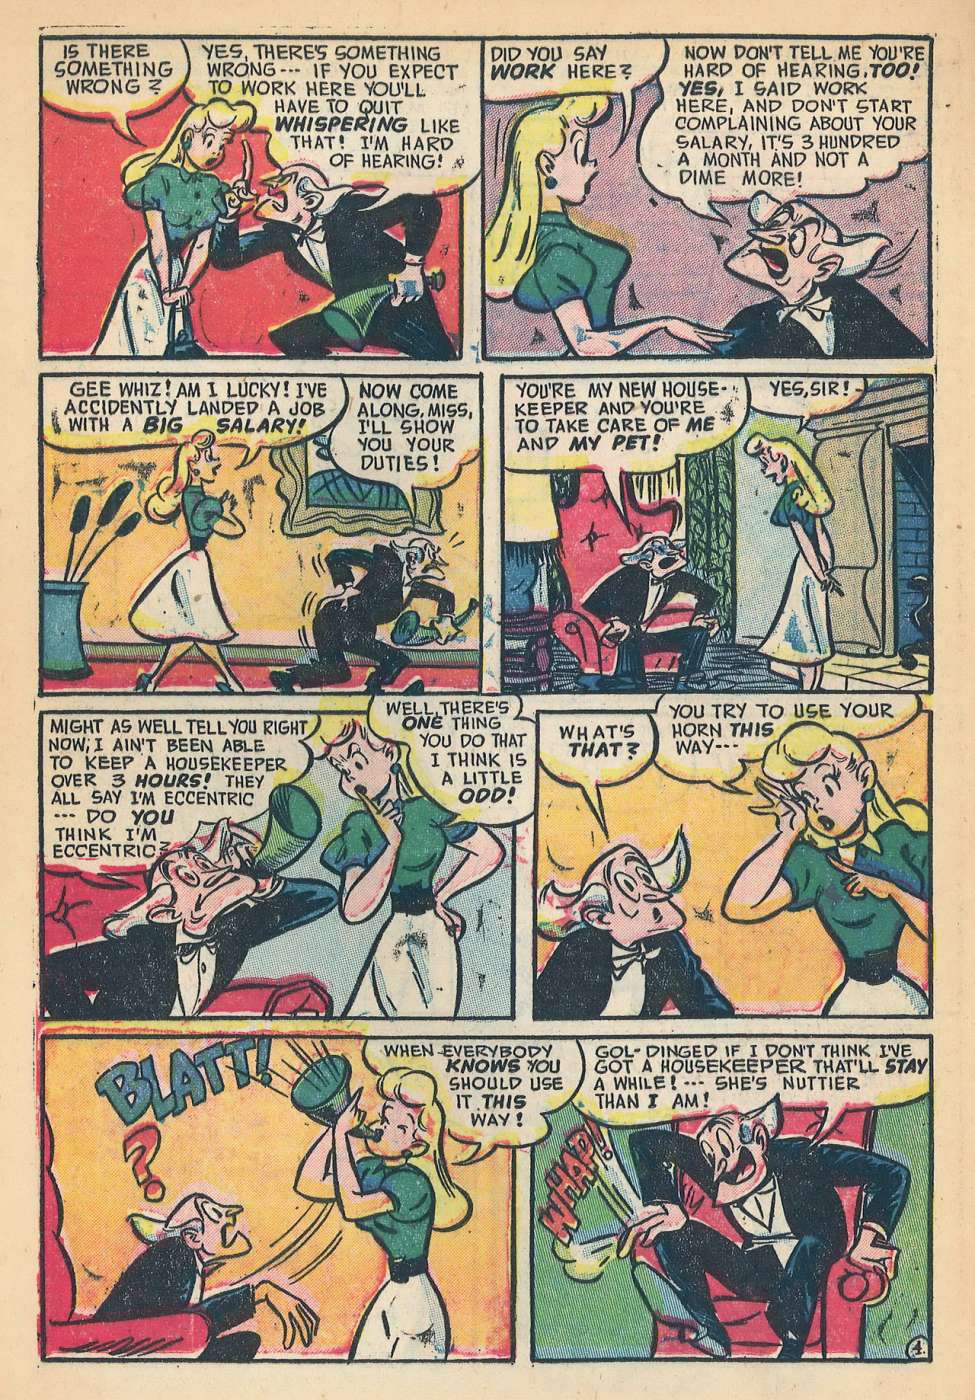 IS THERE
SOMETHING
WRONG?
YES, THERE'S SOMETHING
WRONG--- IF YOU EXPECT
TO WORK HERE YOU'LL
HAVE TO QUIT
WHISPERING LIKE
THAT! I'M HARD
OF HEARING!
DID YOU SAY
WORK HERE?
NOW DON'T TELL ME YOU'RE
HARD OF HEARING, TOO!
YES, I SAID WORK
HERE, AND DON'T START
COMPLAINING ABOUT YOUR
SALARY, IT'S 3 HUNDRED
A MONTH AND NOT A
DIME MORE!
GEE WHIZ! AM I LUCKY! I'VE
ACCIDENTLY LANDED A JOB
WITH A BIG SALARY!
NOW COME
ALONG, MISS,
I'LL SHOW
YOU YOUR
DUTIES!
YOU'RE MY NEW HOUSE-
KEEPER AND YOU'RE
TO TAKE CARE OF ME
AND MY PET!
YES, SIR!
MIGHT AS WELL TELL YOU RIGHT
NOW, I AIN'T BEEN ABLE
TO KEEP A HOUSEKEEPER
OVER 3 HOURS! THEY
ALL SAY I'M ECCENTRIC
--- DO YOU
THINK I'M
ECCENTRIC?
WELL, THERE'S
ONE THING
YOU DO THAT
I THINK IS
A LITTLE
ODD!
WHAT'S
THAT?
YOU TRY TO USE YOUR
HORN THIS
WAY---
BLATT!
?
WHEN EVERYBODY
KNOWS YOU
SHOULD USE
IT THIS
WAY!
GOL-DINGED IF I DON'T THINK I'VE
GOT A HOUSEKEEPER THAT'LL STAY
A WHILE! --- SHE'S NUTTIER
THAN I AM!
WHAP!
4.